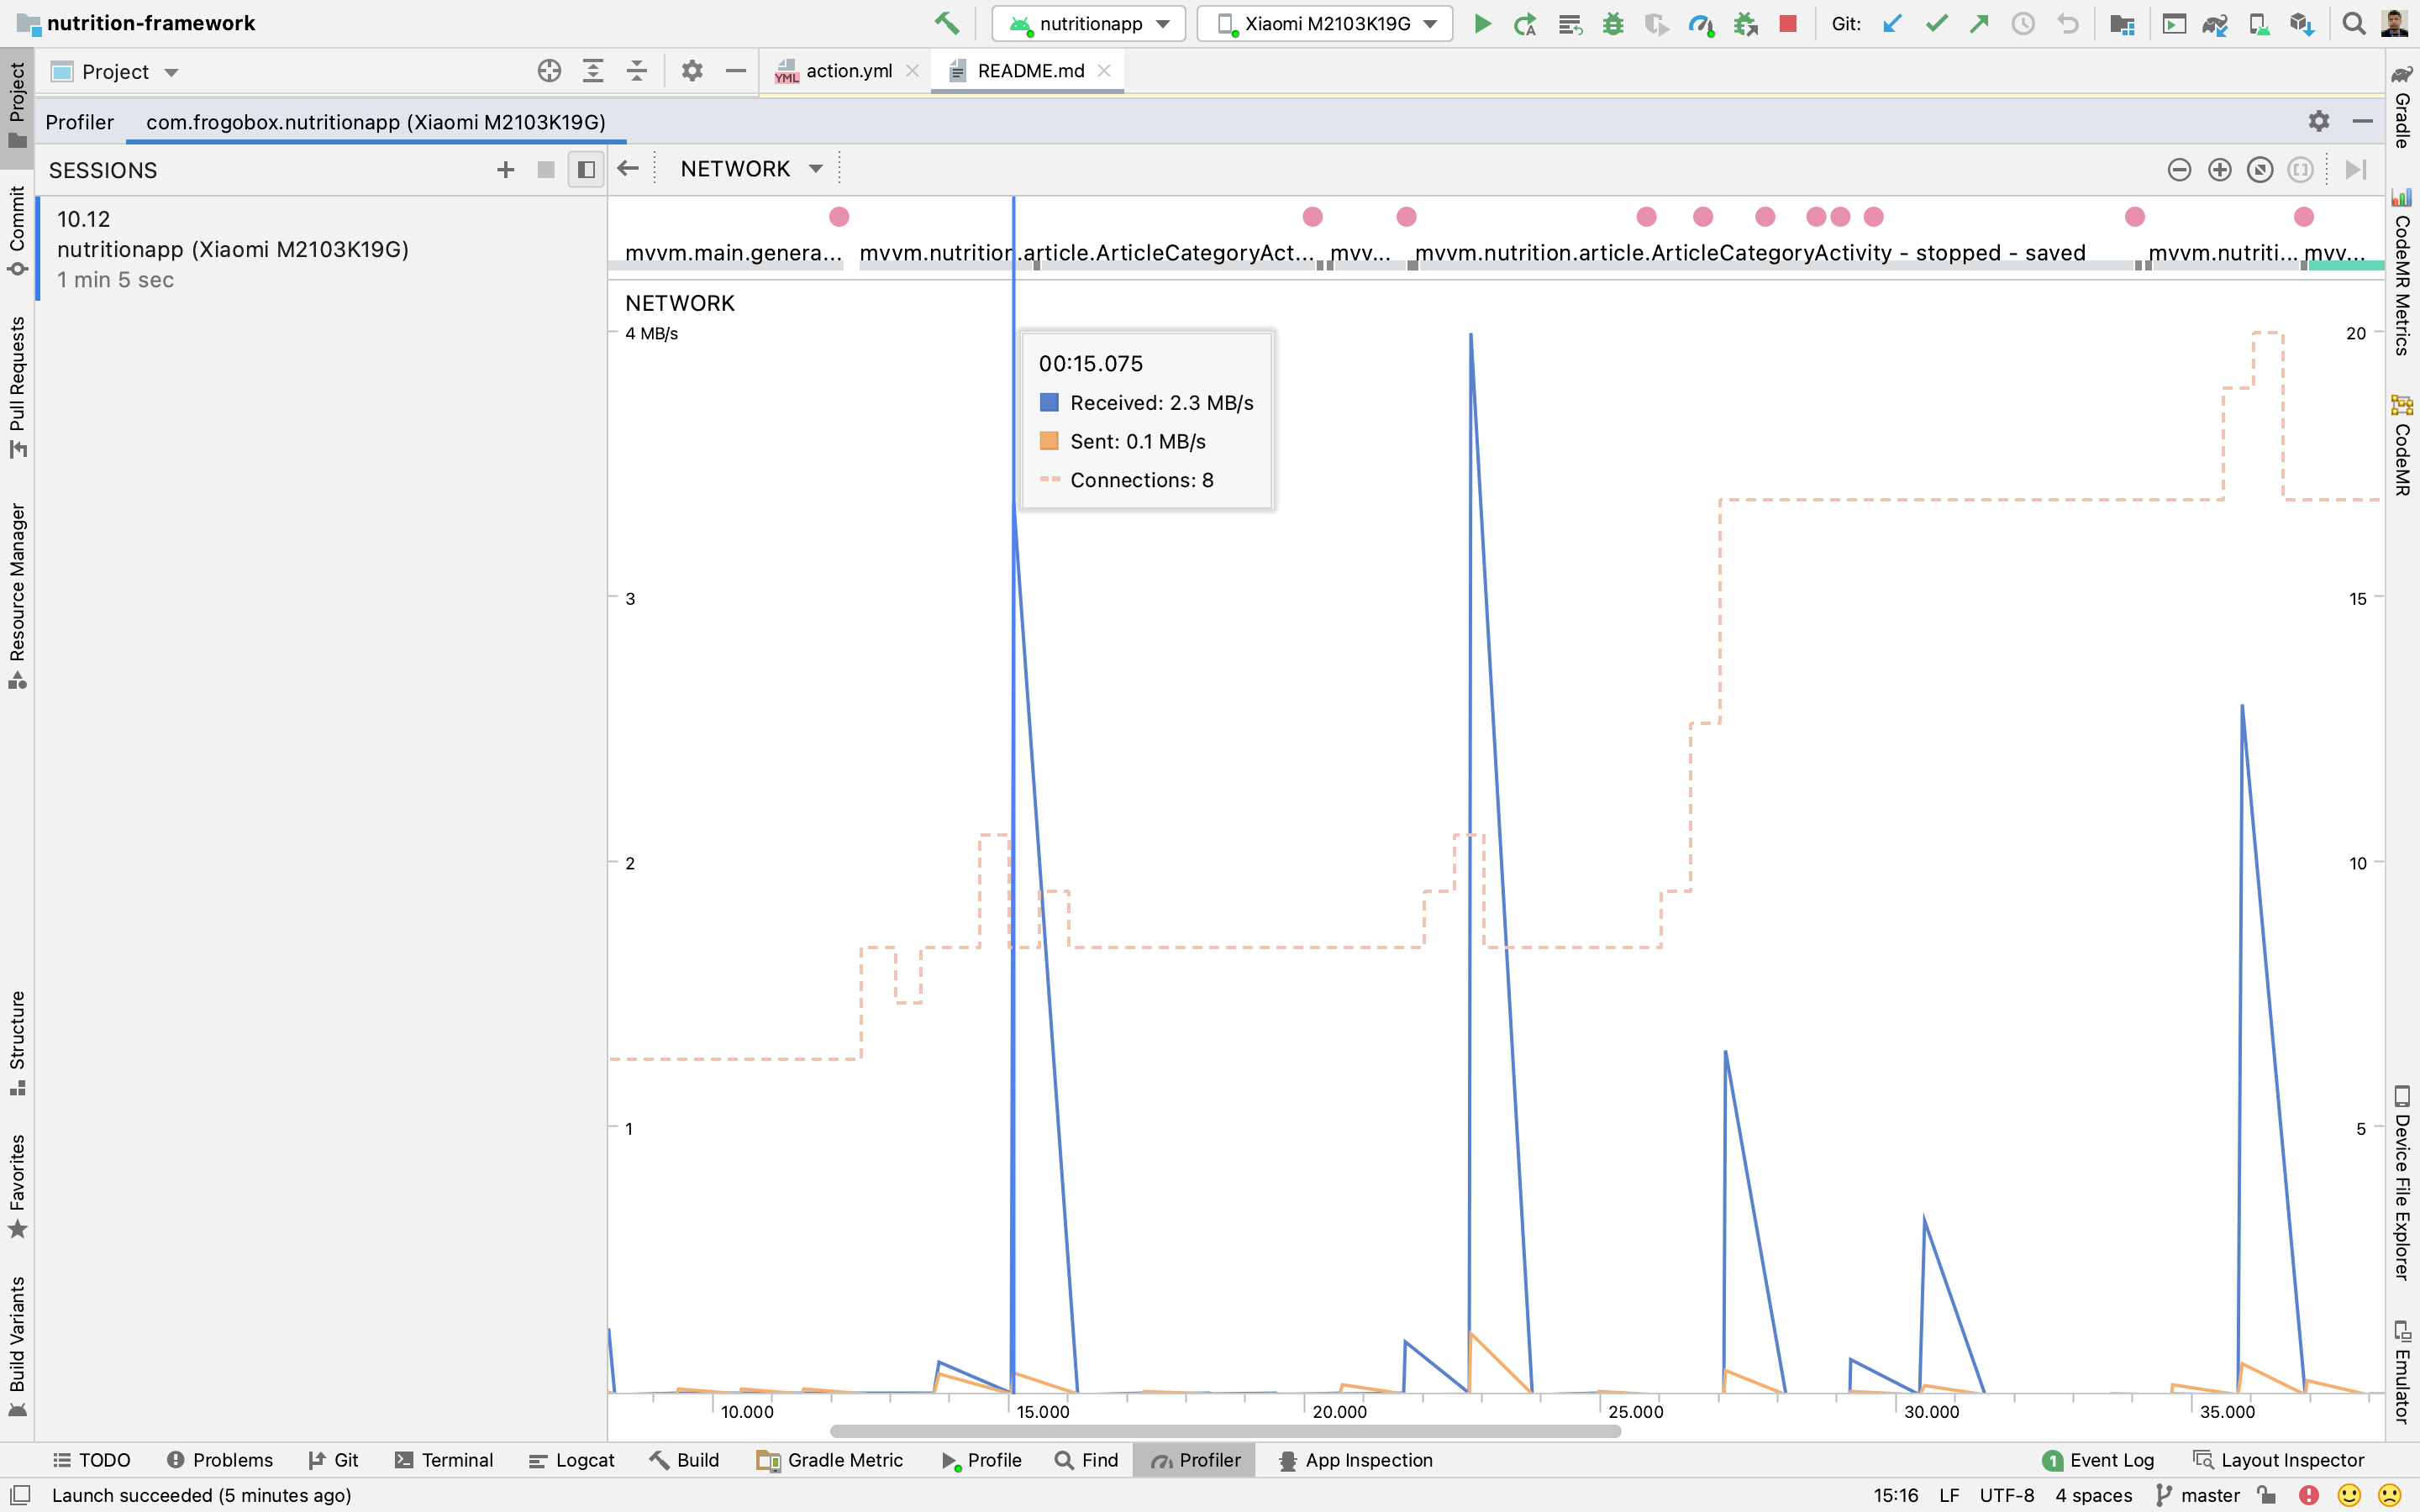 nutrition-framework
nutritionapp
Xiaomi M2103K19G
Git:
Project
action.yml
README.md
Profiler
com.frogobox.nutritionapp (Xiaomi M2103K19G)
SESSIONS
NETWORK
10.12
nutritionapp (Xiaomi M2103K19G)
1 min 5 sec
mvvm.main.genera...
mvvm.nutrition.article.ArticleCategoryAct...
mvv...
mvvm.nutrition.article.ArticleCategoryActivity - stopped - saved
mvvm.nutriti...
mvv...
NETWORK
4 MB/s
20
00:15.075
Received: 2.3 MB/s
Sent: 0.1 MB/s
Connections: 8
3
15
2
10
1
5
10.000
15.000
20.000
25.000
30.000
35.000
Project
Commit
Pull Requests
Resource Manager
Structure
Favorites
Build Variants
Gradle
CodeMR Metrics
CodeMR
Device File Explorer
Emulator
TODO
Problems
Git
Terminal
Logcat
Build
Gradle Metric
Profile
Find
Profiler
App Inspection
1
Event Log
Layout Inspector
Launch succeeded (5 minutes ago)
15:16
LF
UTF-8
4 spaces
master
YML